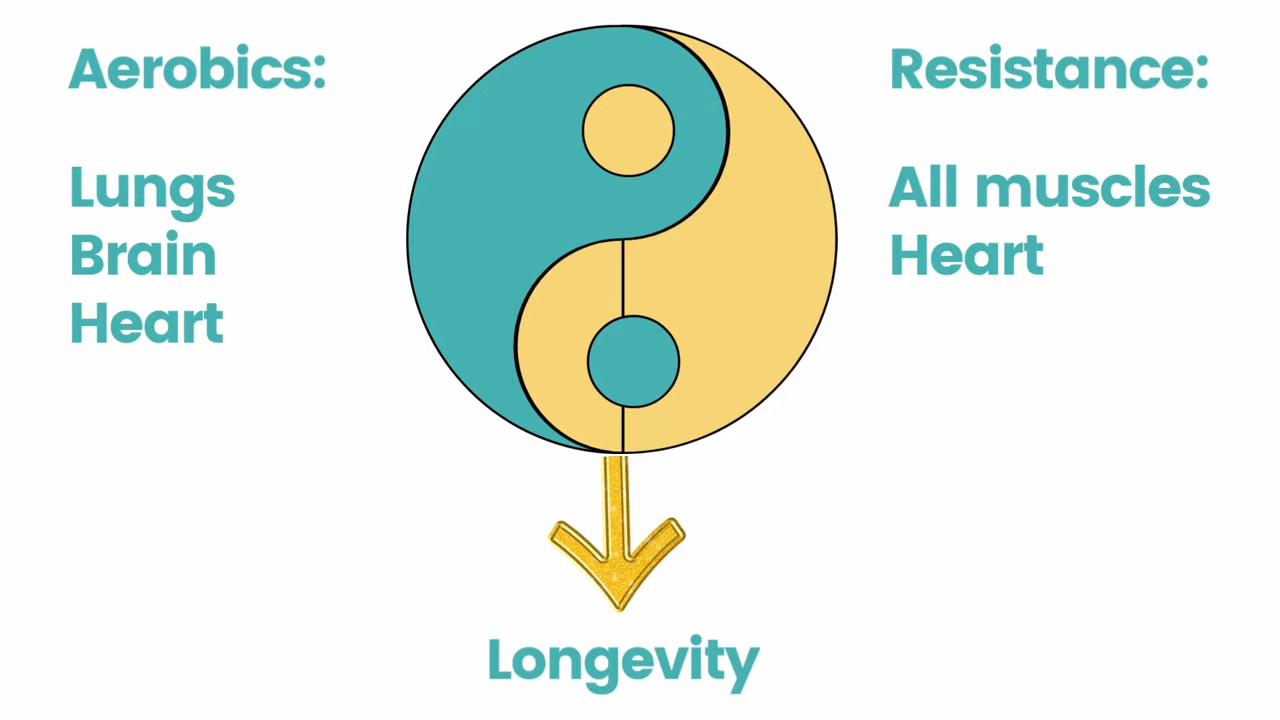 Aerobics:
Lungs
Brain
Heart
Resistance:
All muscles
Heart
Longevity